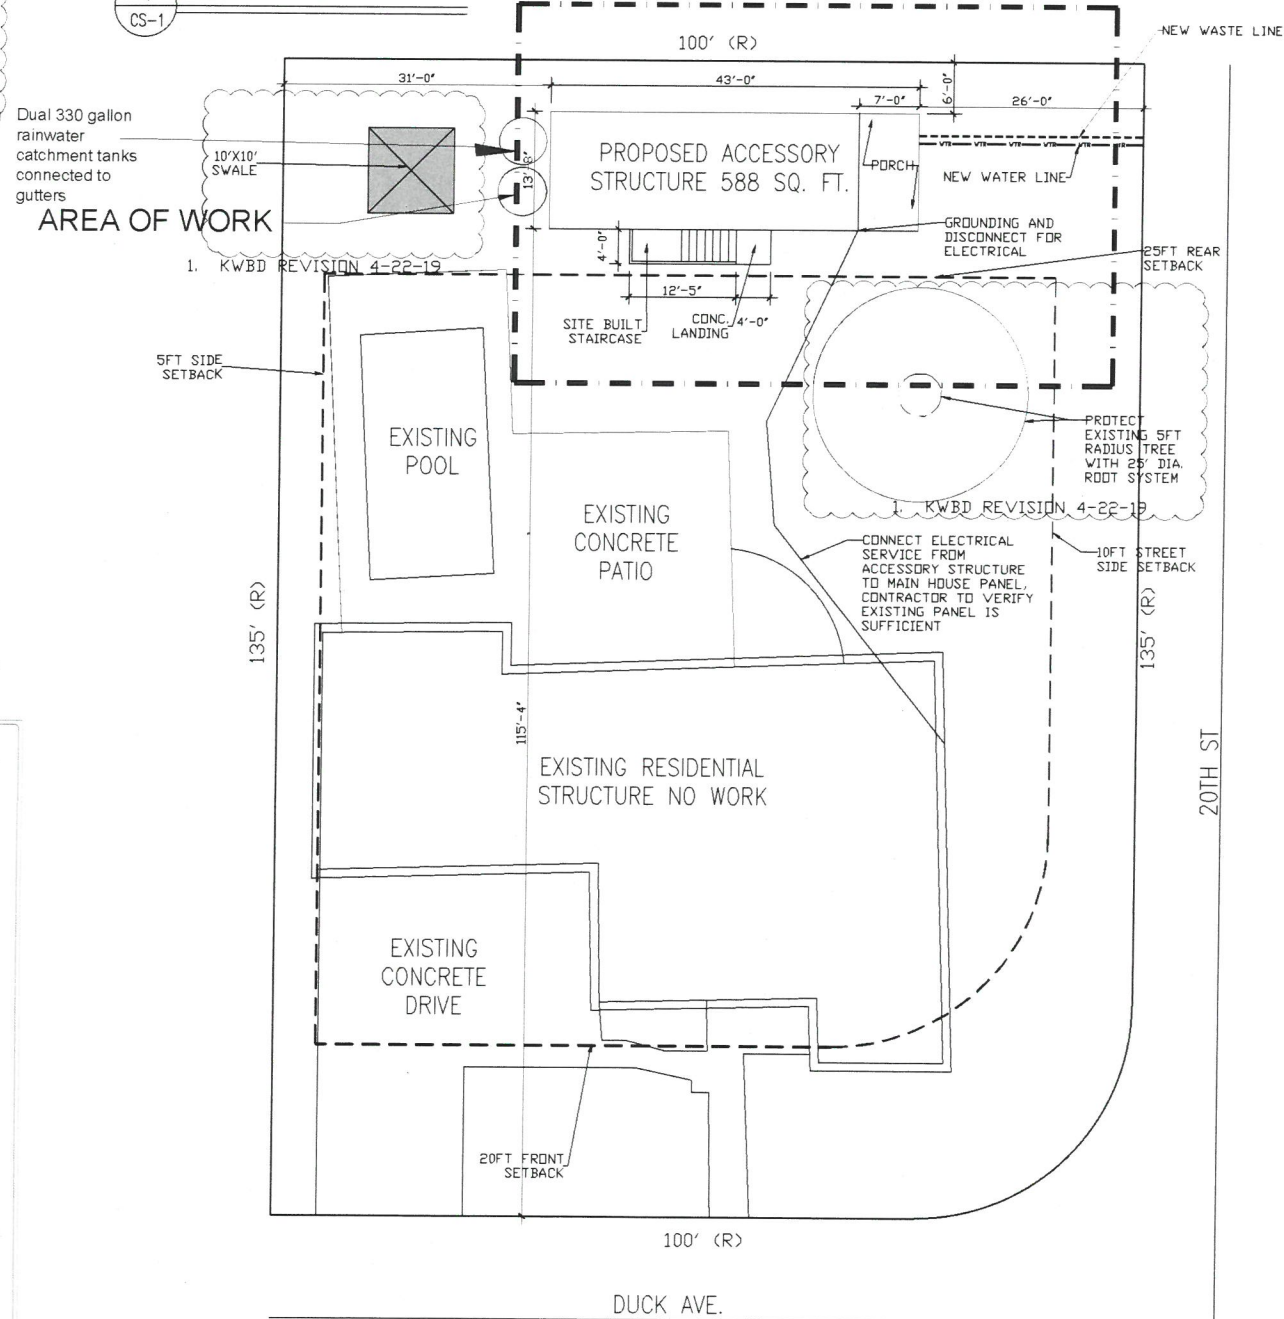 CS-1
100' (R)
NEW WASTE LINE
31'-0"
43'-0"
7'-0"
6'-0"
26'-0"
Dual 330 gallon
rainwater
catchment tanks
connected to
gutters
10'X10'
SWALE
AREA OF WORK
13'-8"
PROPOSED ACCESSORY
STRUCTURE 588 SQ. FT.
PORCH
WTR WTR WTR WTR WTR
NEW WATER LINE
GROUNDING AND
DISCONNECT FOR
ELECTRICAL
4'-0"
25FT REAR
SETBACK
1. KWBD REVISION 4-22-19
12'-5"
4'-0"
SITE BUILT
STAIRCASE
CONC.
LANDING
5FT SIDE
SETBACK
EXISTING
POOL
PROTECT
EXISTING 5FT
RADIUS TREE
WITH 25' DIA.
ROOT SYSTEM
1. KWBD REVISION 4-22-19
EXISTING
CONCRETE
PATIO
CONNECT ELECTRICAL
SERVICE FROM
ACCESSORY STRUCTURE
TO MAIN HOUSE PANEL,
CONTRACTOR TO VERIFY
EXISTING PANEL IS
SUFFICIENT
10FT STREET
SIDE SETBACK
135' (R)
135' (R)
115'-4"
EXISTING RESIDENTIAL
STRUCTURE NO WORK
20TH ST
EXISTING
CONCRETE
DRIVE
20FT FRONT
SETBACK
100' (R)
DUCK AVE.